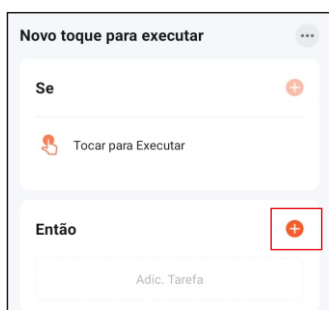 Novo toque para executar
Se
Tocar para Executar
Então
Adic. Tarefa